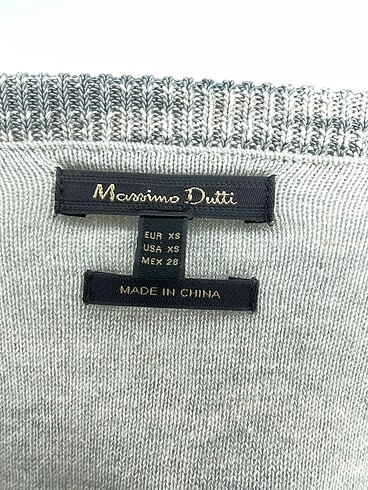 Massimo Dutti
EUR XS
USA XS
MEX 28
MADE IN CHINA